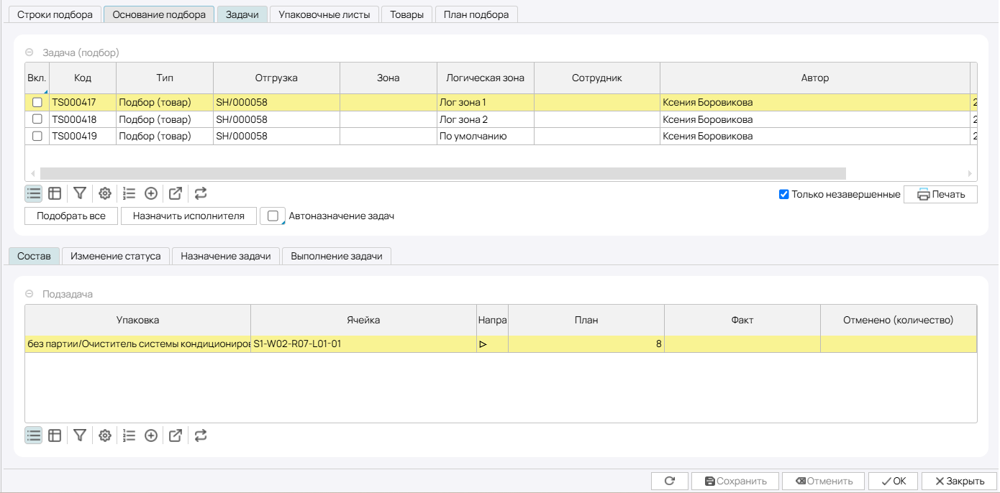 Строки подбора Основание подбора Задачи Упаковочные листы Товары План подбора
Задача (подбор)
Вкл. Код Тип Отгрузка Зона Логическая зона Сотрудник Автор
TS000417 Подбор (товар) SH/000058 Лог зона 1 Ксения Боровикова 2
TS000418 Подбор (товар) SH/000058 Лог зона 2 Ксения Боровикова 2
TS000419 Подбор (товар) SH/000058 По умолчанию Ксения Боровикова 2
Только незавершенные Печать
Подобрать все Назначить исполнителя Автоназначение задач
Состав Изменение статуса Назначение задачи Выполнение задачи
Подзадача
Упаковка Ячейка Напра План Факт Отменено (количество)
без партии/Очиститель системы кондициониров S1-W02-R07-L01-01 8
Сохранить Отменить OK Закрыть